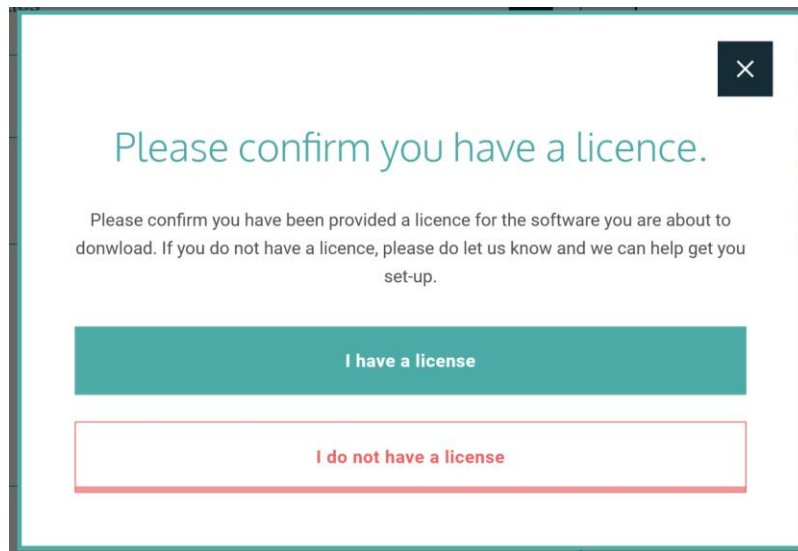 Please confirm you have a licence.
Please confirm you have been provided a licence for the software you are about to
donwload. If you do not have a licence, please do let us know and we can help get you
set-up.
I have a license
I do not have a license